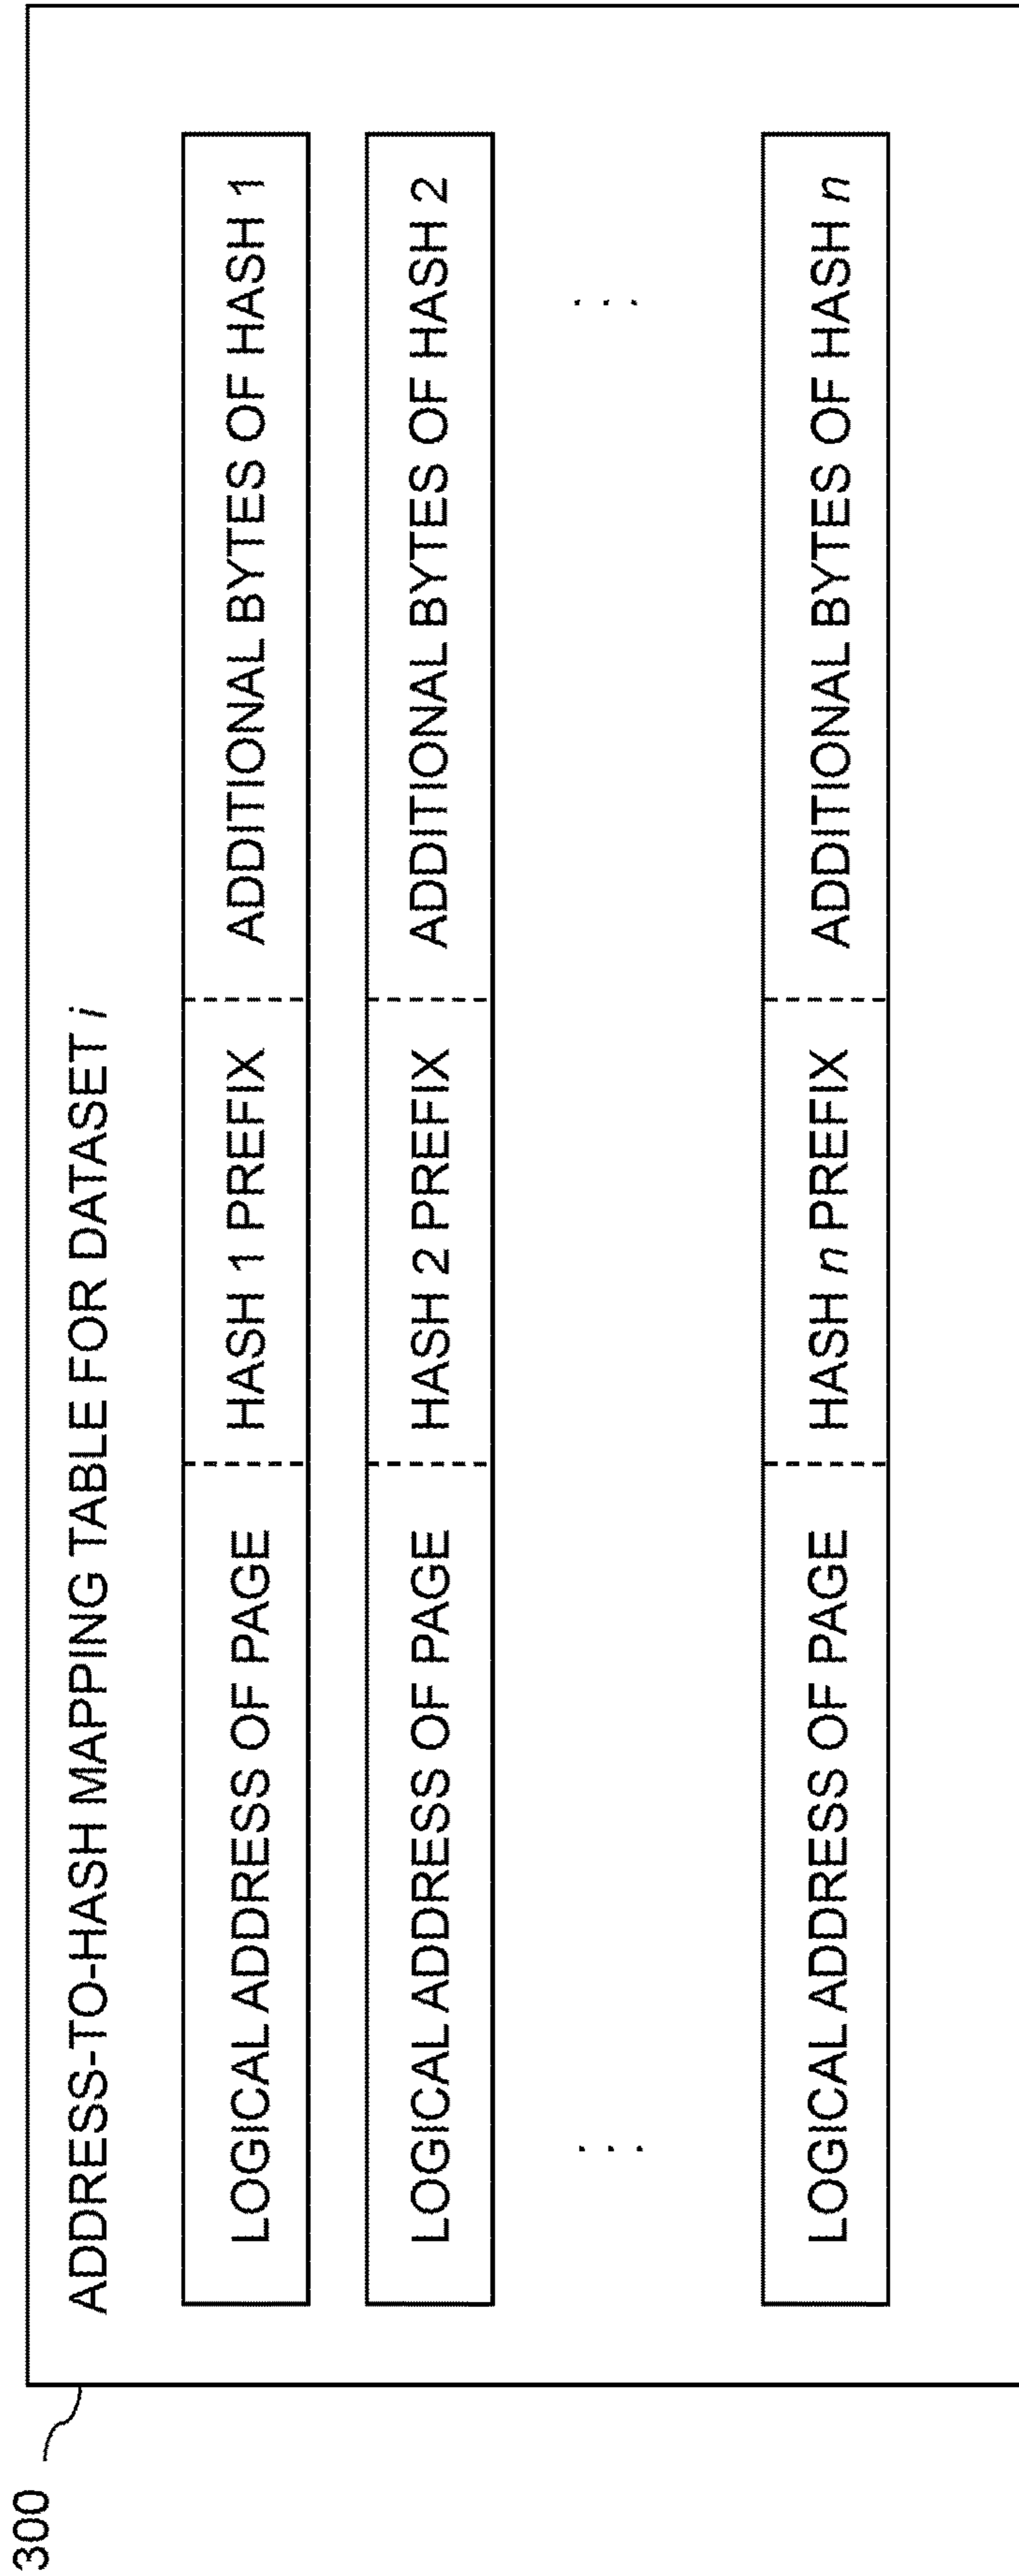 300
ADDRESS-TO-HASH MAPPING TABLE FOR DATASET i
LOGICAL ADDRESS OF PAGE HASH 1 PREFIX ADDITIONAL BYTES OF HASH 1
LOGICAL ADDRESS OF PAGE HASH 2 PREFIX ADDITIONAL BYTES OF HASH 2
. . . . . .
LOGICAL ADDRESS OF PAGE HASH n PREFIX ADDITIONAL BYTES OF HASH n